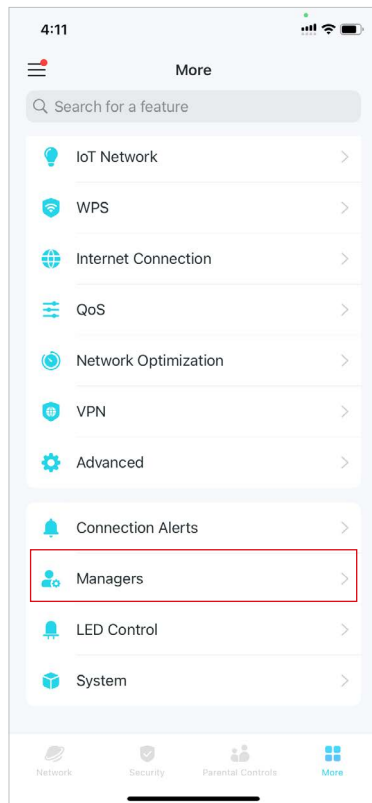 4:11
More
Search for a feature
IoT Network
WPS
Internet Connection
QoS
Network Optimization
VPN
Advanced
Connection Alerts
Managers
LED Control
System
Network Security Parental Controls More